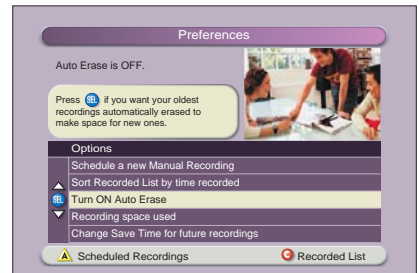 Preferences
Auto Erase is OFF.
Press SEL if you want your oldest
recordings automatically erased to
make space for new ones.
Options
Schedule a new Manual Recording
Sort Recorded List by time recorded
SEL Turn ON Auto Erase
Recording space used
Change Save Time for future recordings
A Scheduled Recordings
C Recorded List